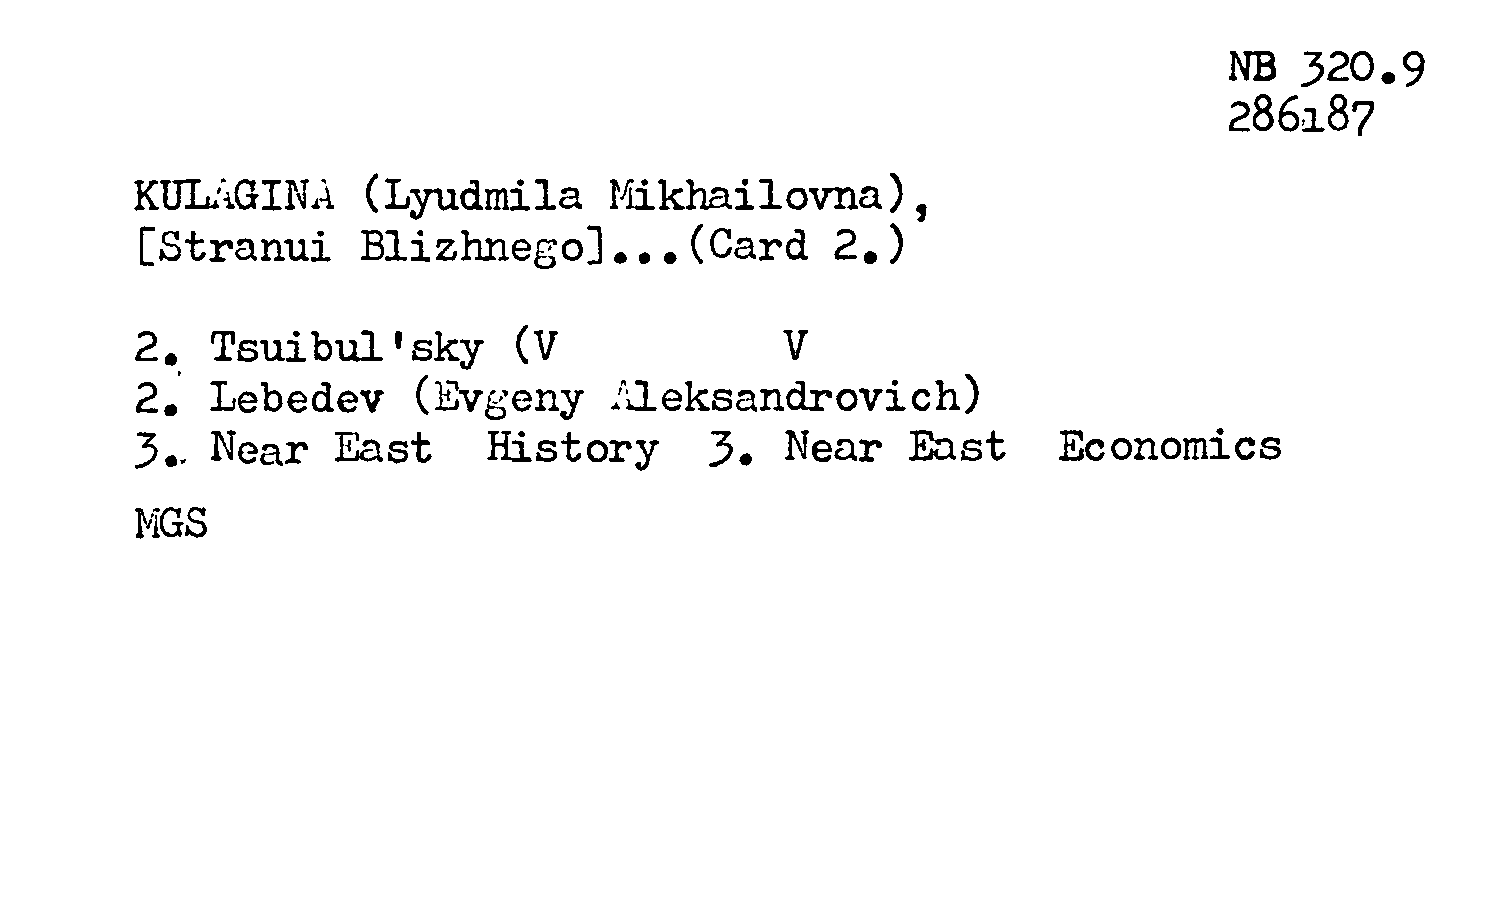 NB 320.9
286187
KULAGINA (Lyudmila Mikhailovna),
[Stranui Blizhnego]...(Card 2.)
2. Tsuibul'sky (V V
2. Lebedev (Evgeny Aleksandrovich)
3. Near East History 3. Near East Economics
MGS